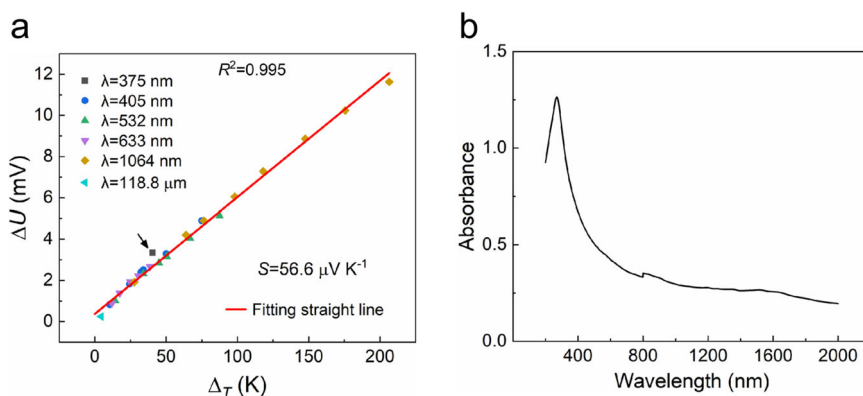 a
ΔU (mV)
12
10
8
6
4
2
0
R²=0.995
λ=375 nm
λ=405 nm
λ=532 nm
λ=633 nm
λ=1064 nm
λ=118.8 μm
S=56.6 μV K⁻¹
Fitting straight line
0 50 100 150 200
Δ_T (K)
b
Absorbance
1.5
1.0
0.5
0.0
400 800 1200 1600 2000
Wavelength (nm)